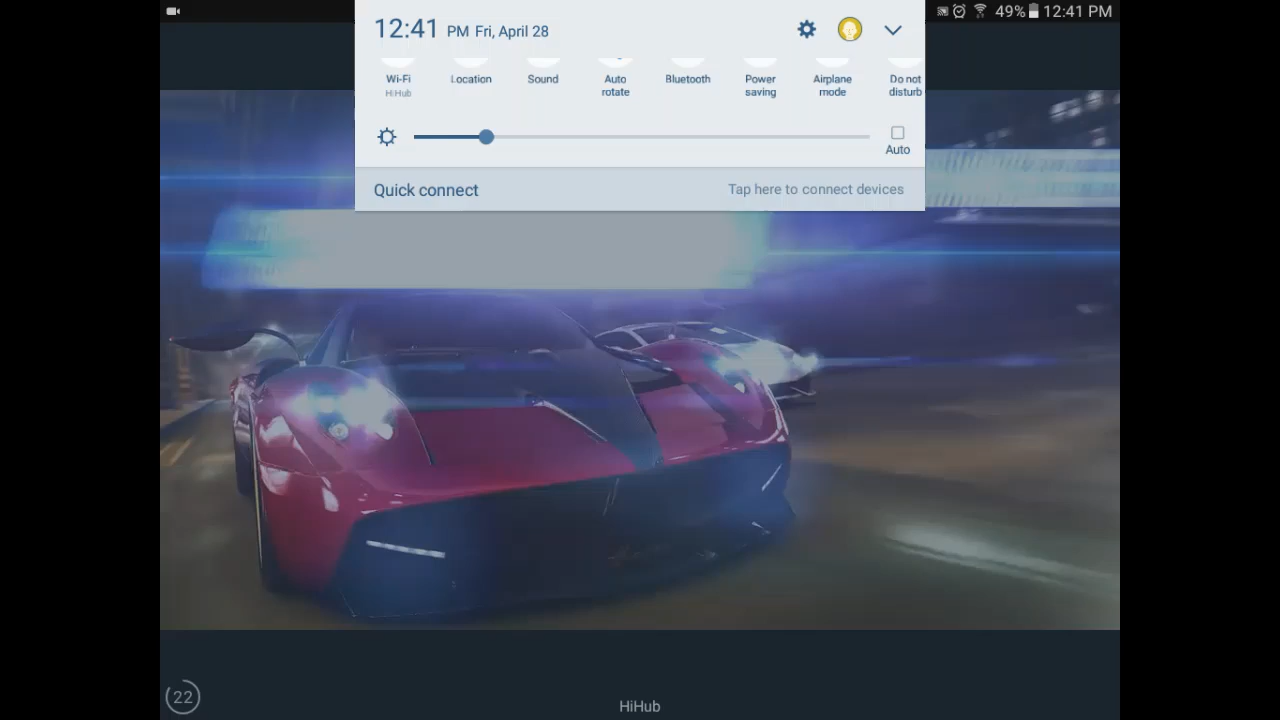 49% 12:41 PM
12:41 PM Fri, April 28
Wi-Fi
HiHub
Location
Sound
Auto
rotate
Bluetooth
Power
saving
Airplane
mode
Do not
disturb
Auto
Quick connect
Tap here to connect devices
22
HiHub